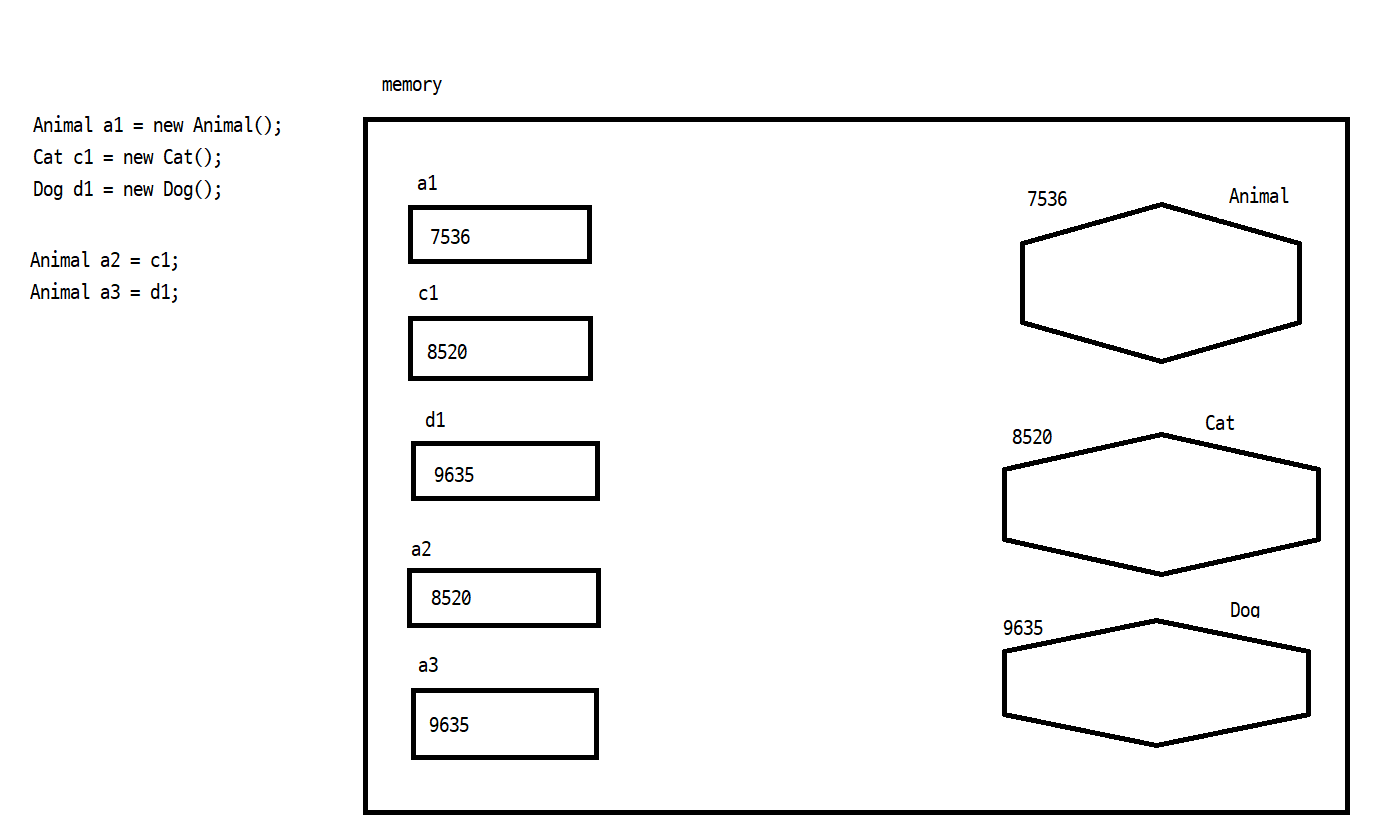 memory
Animal a1 = new Animal();
Cat c1 = new Cat();
Dog d1 = new Dog();
Animal a2 = c1;
Animal a3 = d1;
a1
7536
c1
8520
d1
9635
a2
8520
a3
9635
7536
Animal
8520
Cat
9635
Dog